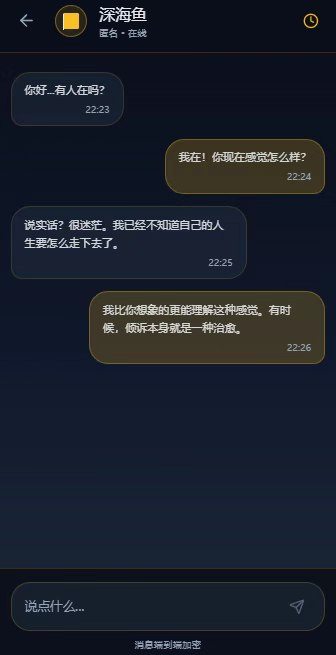 深海鱼
匿名 • 在线
你好...有人在吗？
22:23
我在！你现在感觉怎么样？
22:24
说实话？很迷茫。我已经不知道自己的人
生要怎么走下去了。
22:25
我比你想象的更能理解这种感觉。有时
候，倾诉本身就是一种治愈。
22:26
说点什么...
消息端到端加密